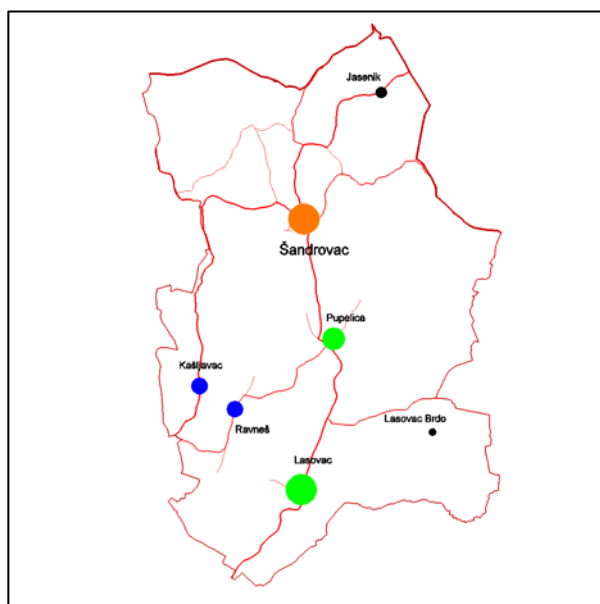 Jasenik
Šandrovac
Pupelica
Kašljavac
Lasovac Brdo
Ravneš
Lasovac